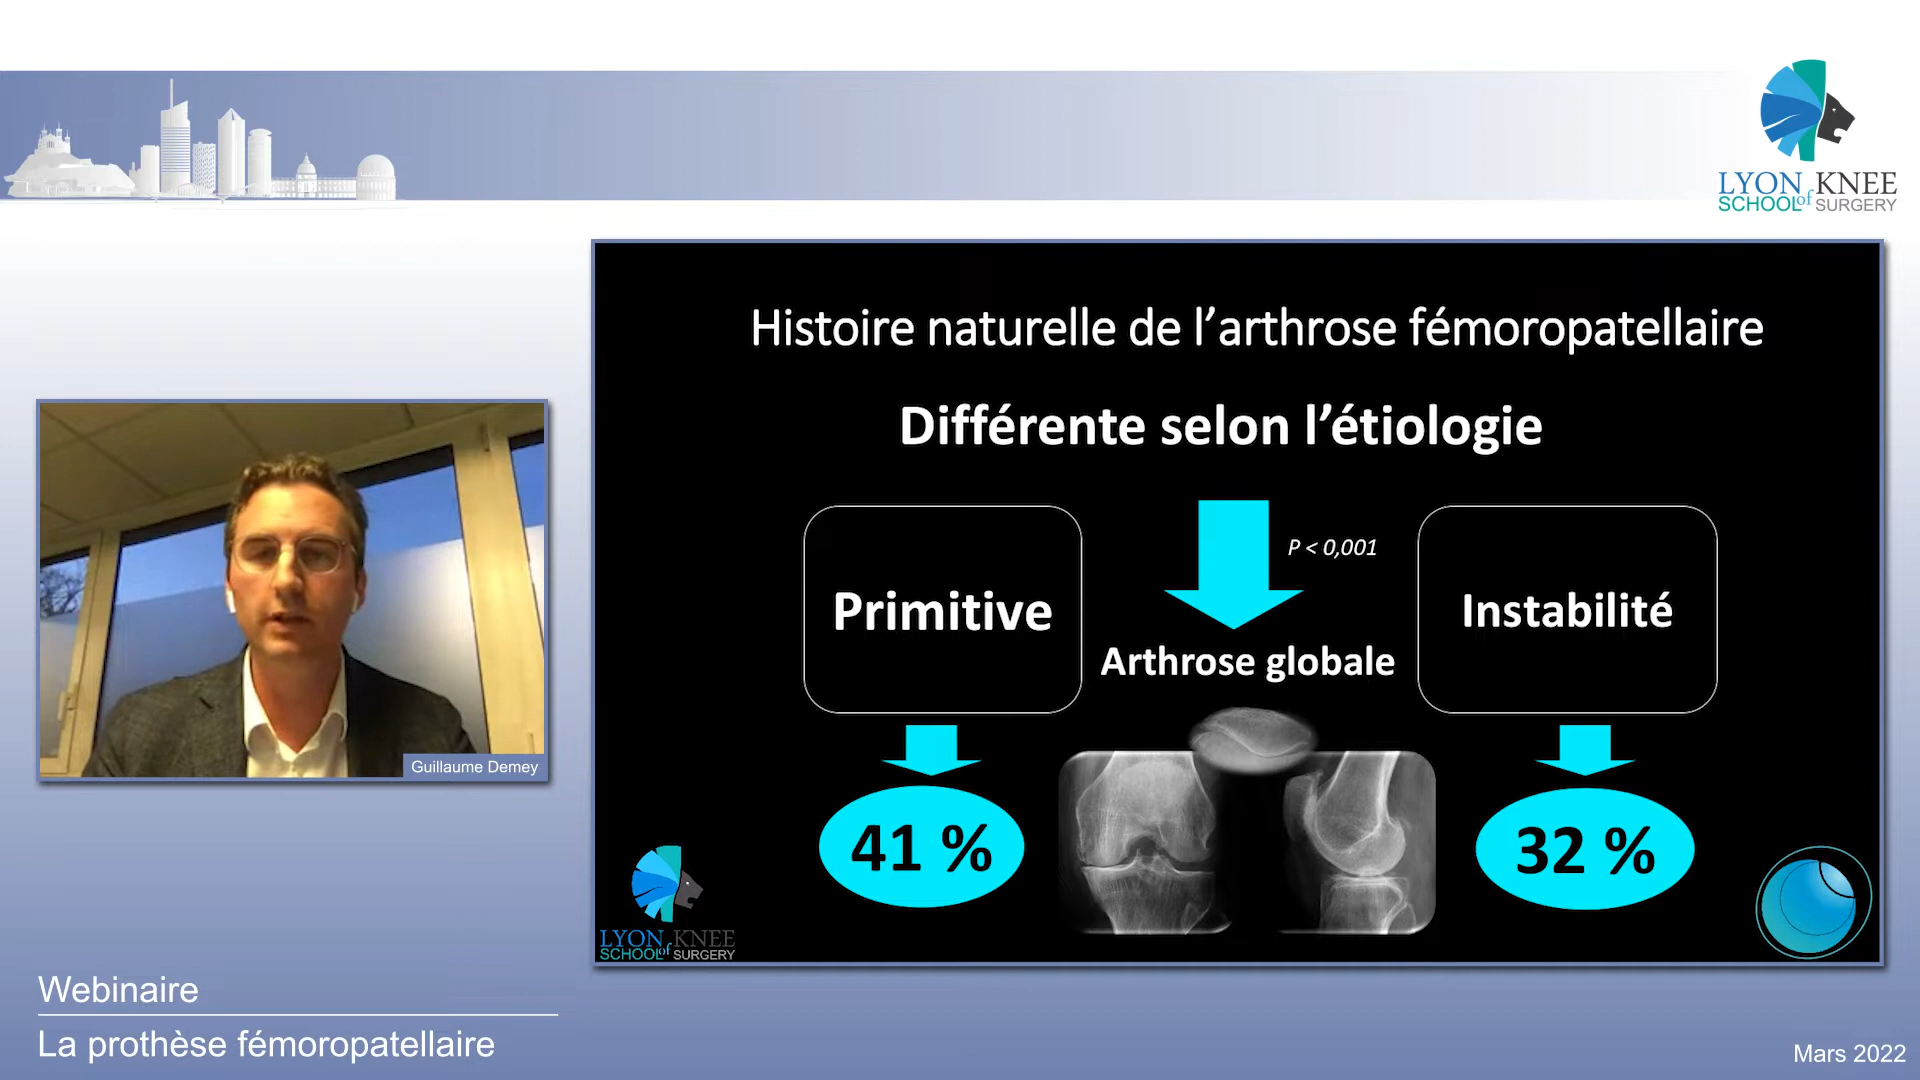 LYON KNEE
SCHOOL of SURGERY
Histoire naturelle de l’arthrose fémoropatellaire
Différente selon l’étiologie
P < 0,001
Primitive
Instabilité
Arthrose globale
41 %
32 %
LYON KNEE
SCHOOL of SURGERY
Guillaume Demey
Webinaire
La prothèse fémoropatellaire
Mars 2022